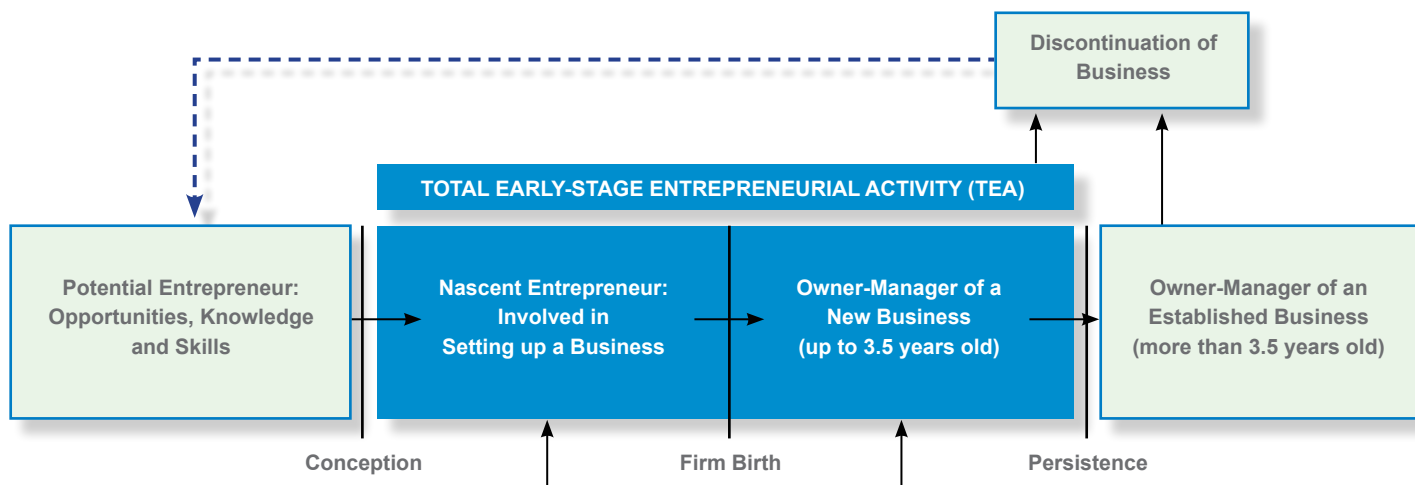 Discontinuation of
Business
TOTAL EARLY-STAGE ENTREPRENEURIAL ACTIVITY (TEA)
Potential Entrepreneur:
Opportunities, Knowledge
and Skills
Nascent Entrepreneur:
Involved in
Setting up a Business
Owner-Manager of a
New Business
(up to 3.5 years old)
Owner-Manager of an
Established Business
(more than 3.5 years old)
Conception
Firm Birth
Persistence